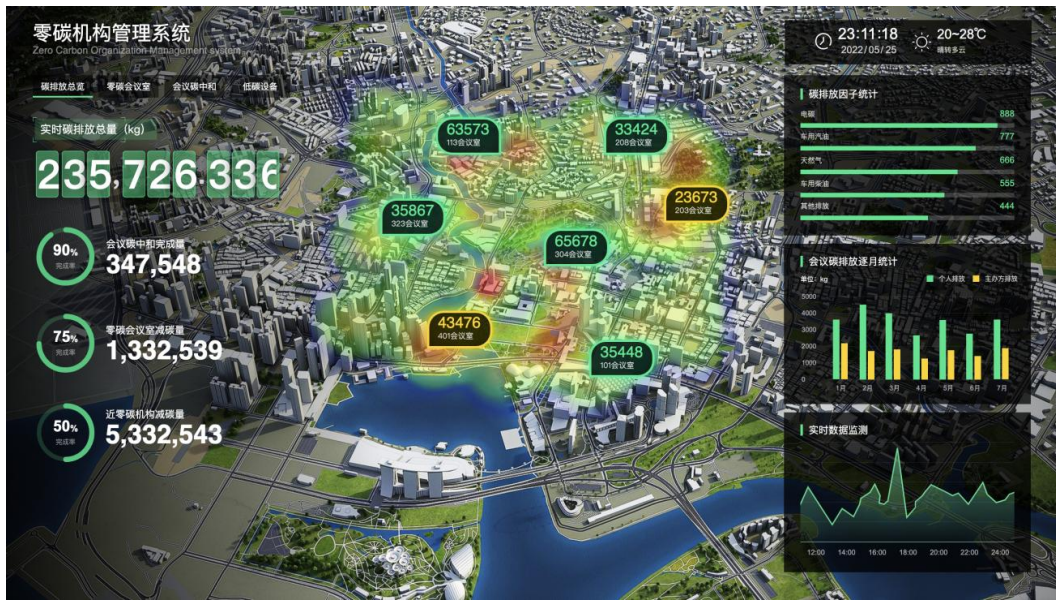 零碳机构管理系统
Zero Carbon Organization Management system
碳排放总览 零碳会议室 会议碳中和 低碳设备
实时碳排放总量（kg）
235,726.33
90%
完成率
会议碳中和完成量
347,548
75%
完成率
零碳会议室减碳量
1,332,539
50%
完成率
近零碳机构减碳量
5,332,543
63573
113会议室
33424
208会议室
23673
203会议室
35867
323会议室
65678
304会议室
43476
401会议室
35448
101会议室
23:11:18
2022/05/25
20~28℃
晴转多云
碳排放因子统计
电碳 888
车用汽油 777
天然气 666
车用柴油 555
其他排放 444
会议碳排放逐月统计
单位：kg 个人排放 主办方排放
5000
4000
3000
2000
1000
0
1月 2月 3月 4月 5月 6月 7月
实时数据监测
12:00 14:00 16:00 18:00 20:00 22:00 24:00